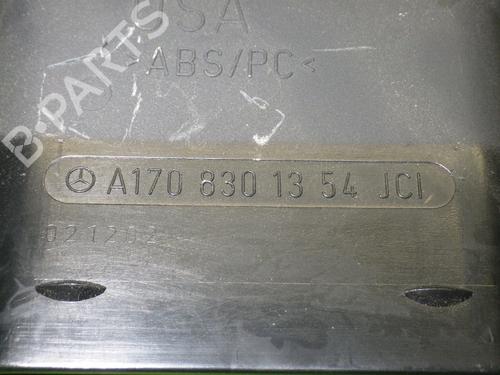 USA
>ABS/PC<
A170 830 13 54 JCI
021202
B-PARTS